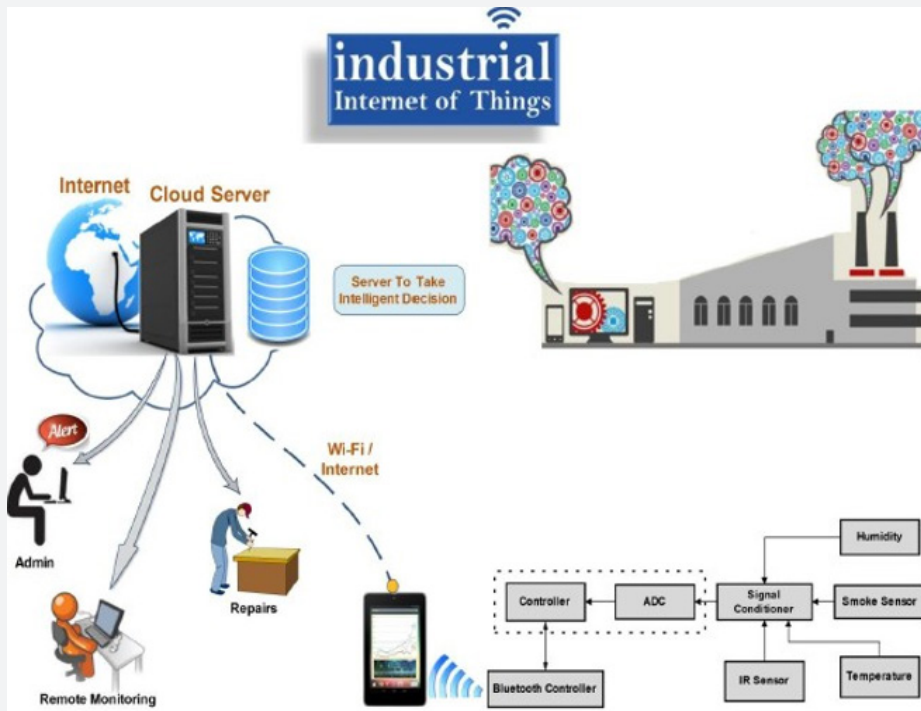 industrial
Internet of Things
Internet
Cloud Server
Server To Take
Intelligent Decision
Alert
Wi-Fi /
Internet
Admin
Repairs
Remote Monitoring
Humidity
Controller
ADC
Signal
Conditioner
Smoke Sensor
Bluetooth Controller
IR Sensor
Temperature